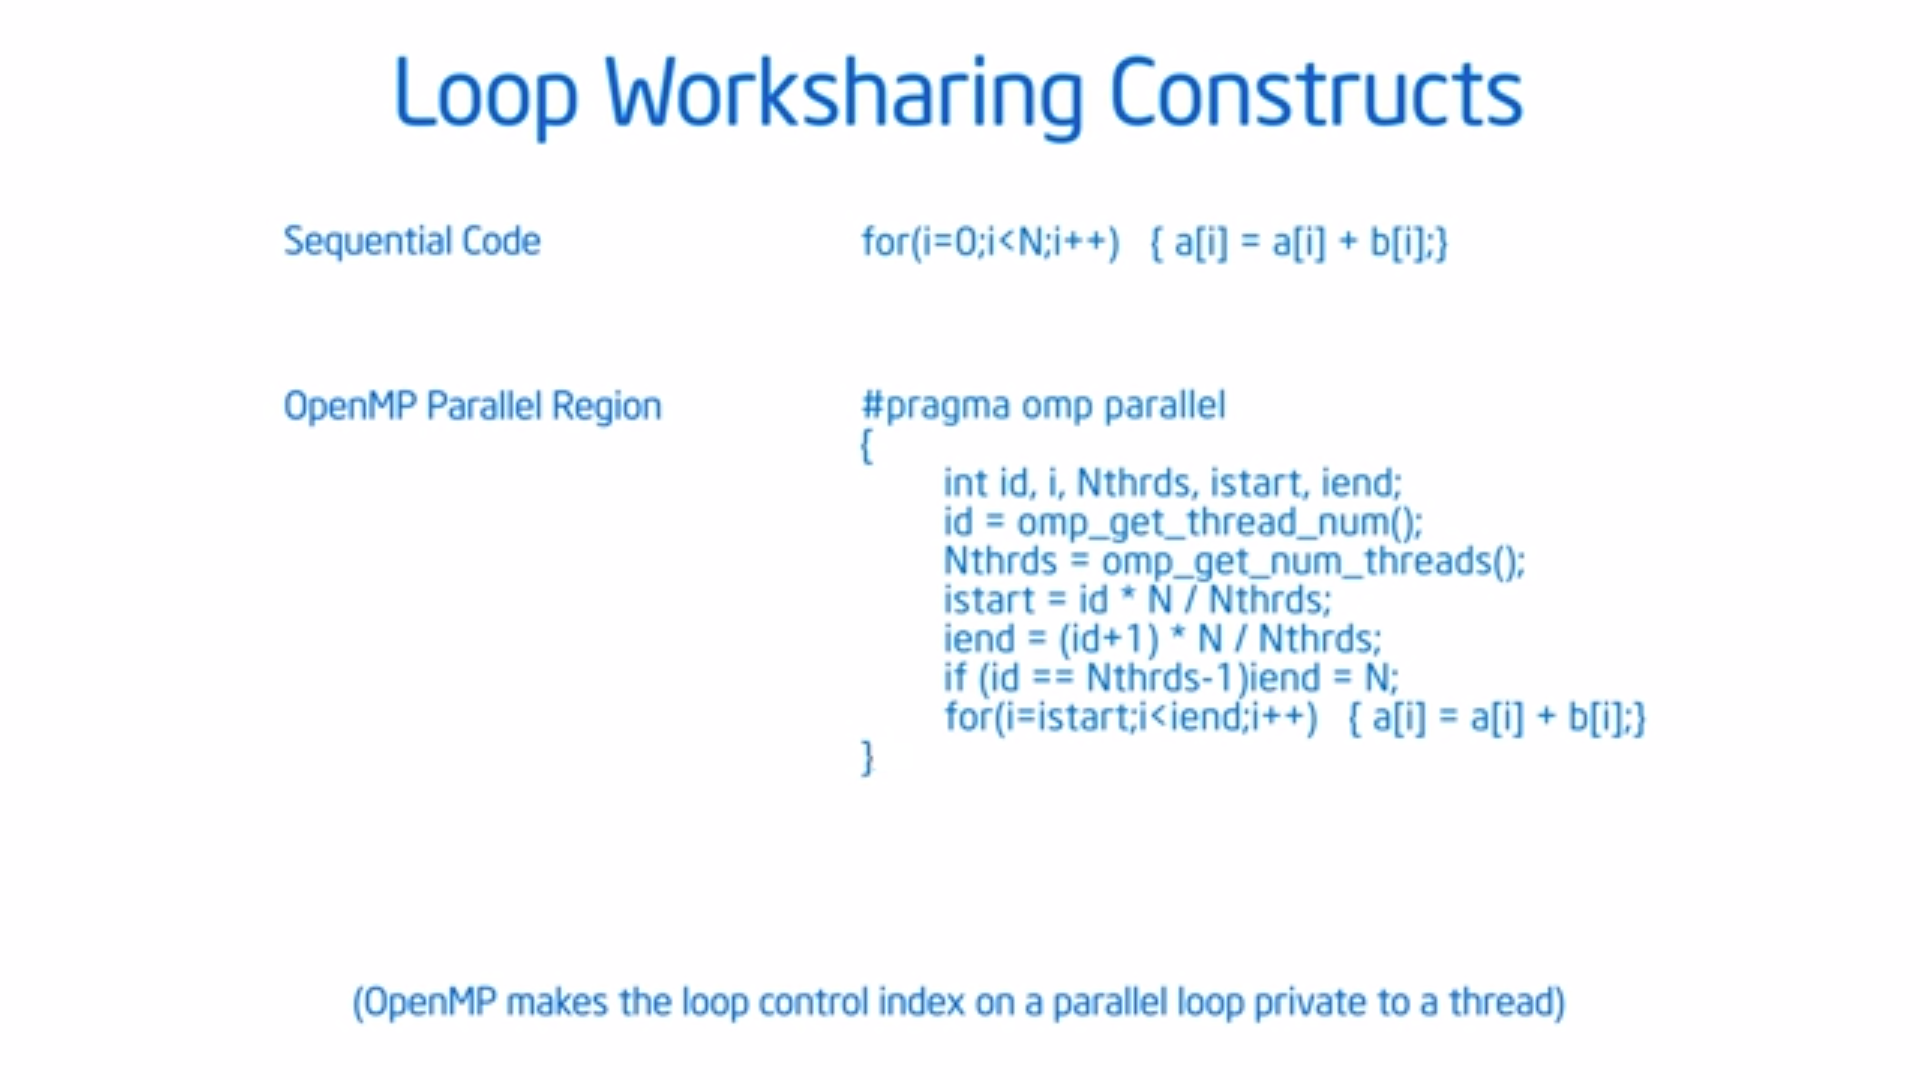 Loop Worksharing Constructs
Sequential Code
for(i=0;i<N;i++) { a[i] = a[i] + b[i];}
OpenMP Parallel Region
#pragma omp parallel
{
int id, i, Nthrds, istart, iend;
id = omp_get_thread_num();
Nthrds = omp_get_num_threads();
istart = id * N / Nthrds;
iend = (id+1) * N / Nthrds;
if (id == Nthrds-1)iend = N;
for(i=istart;i<iend;i++) { a[i] = a[i] + b[i];}
}
(OpenMP makes the loop control index on a parallel loop private to a thread)